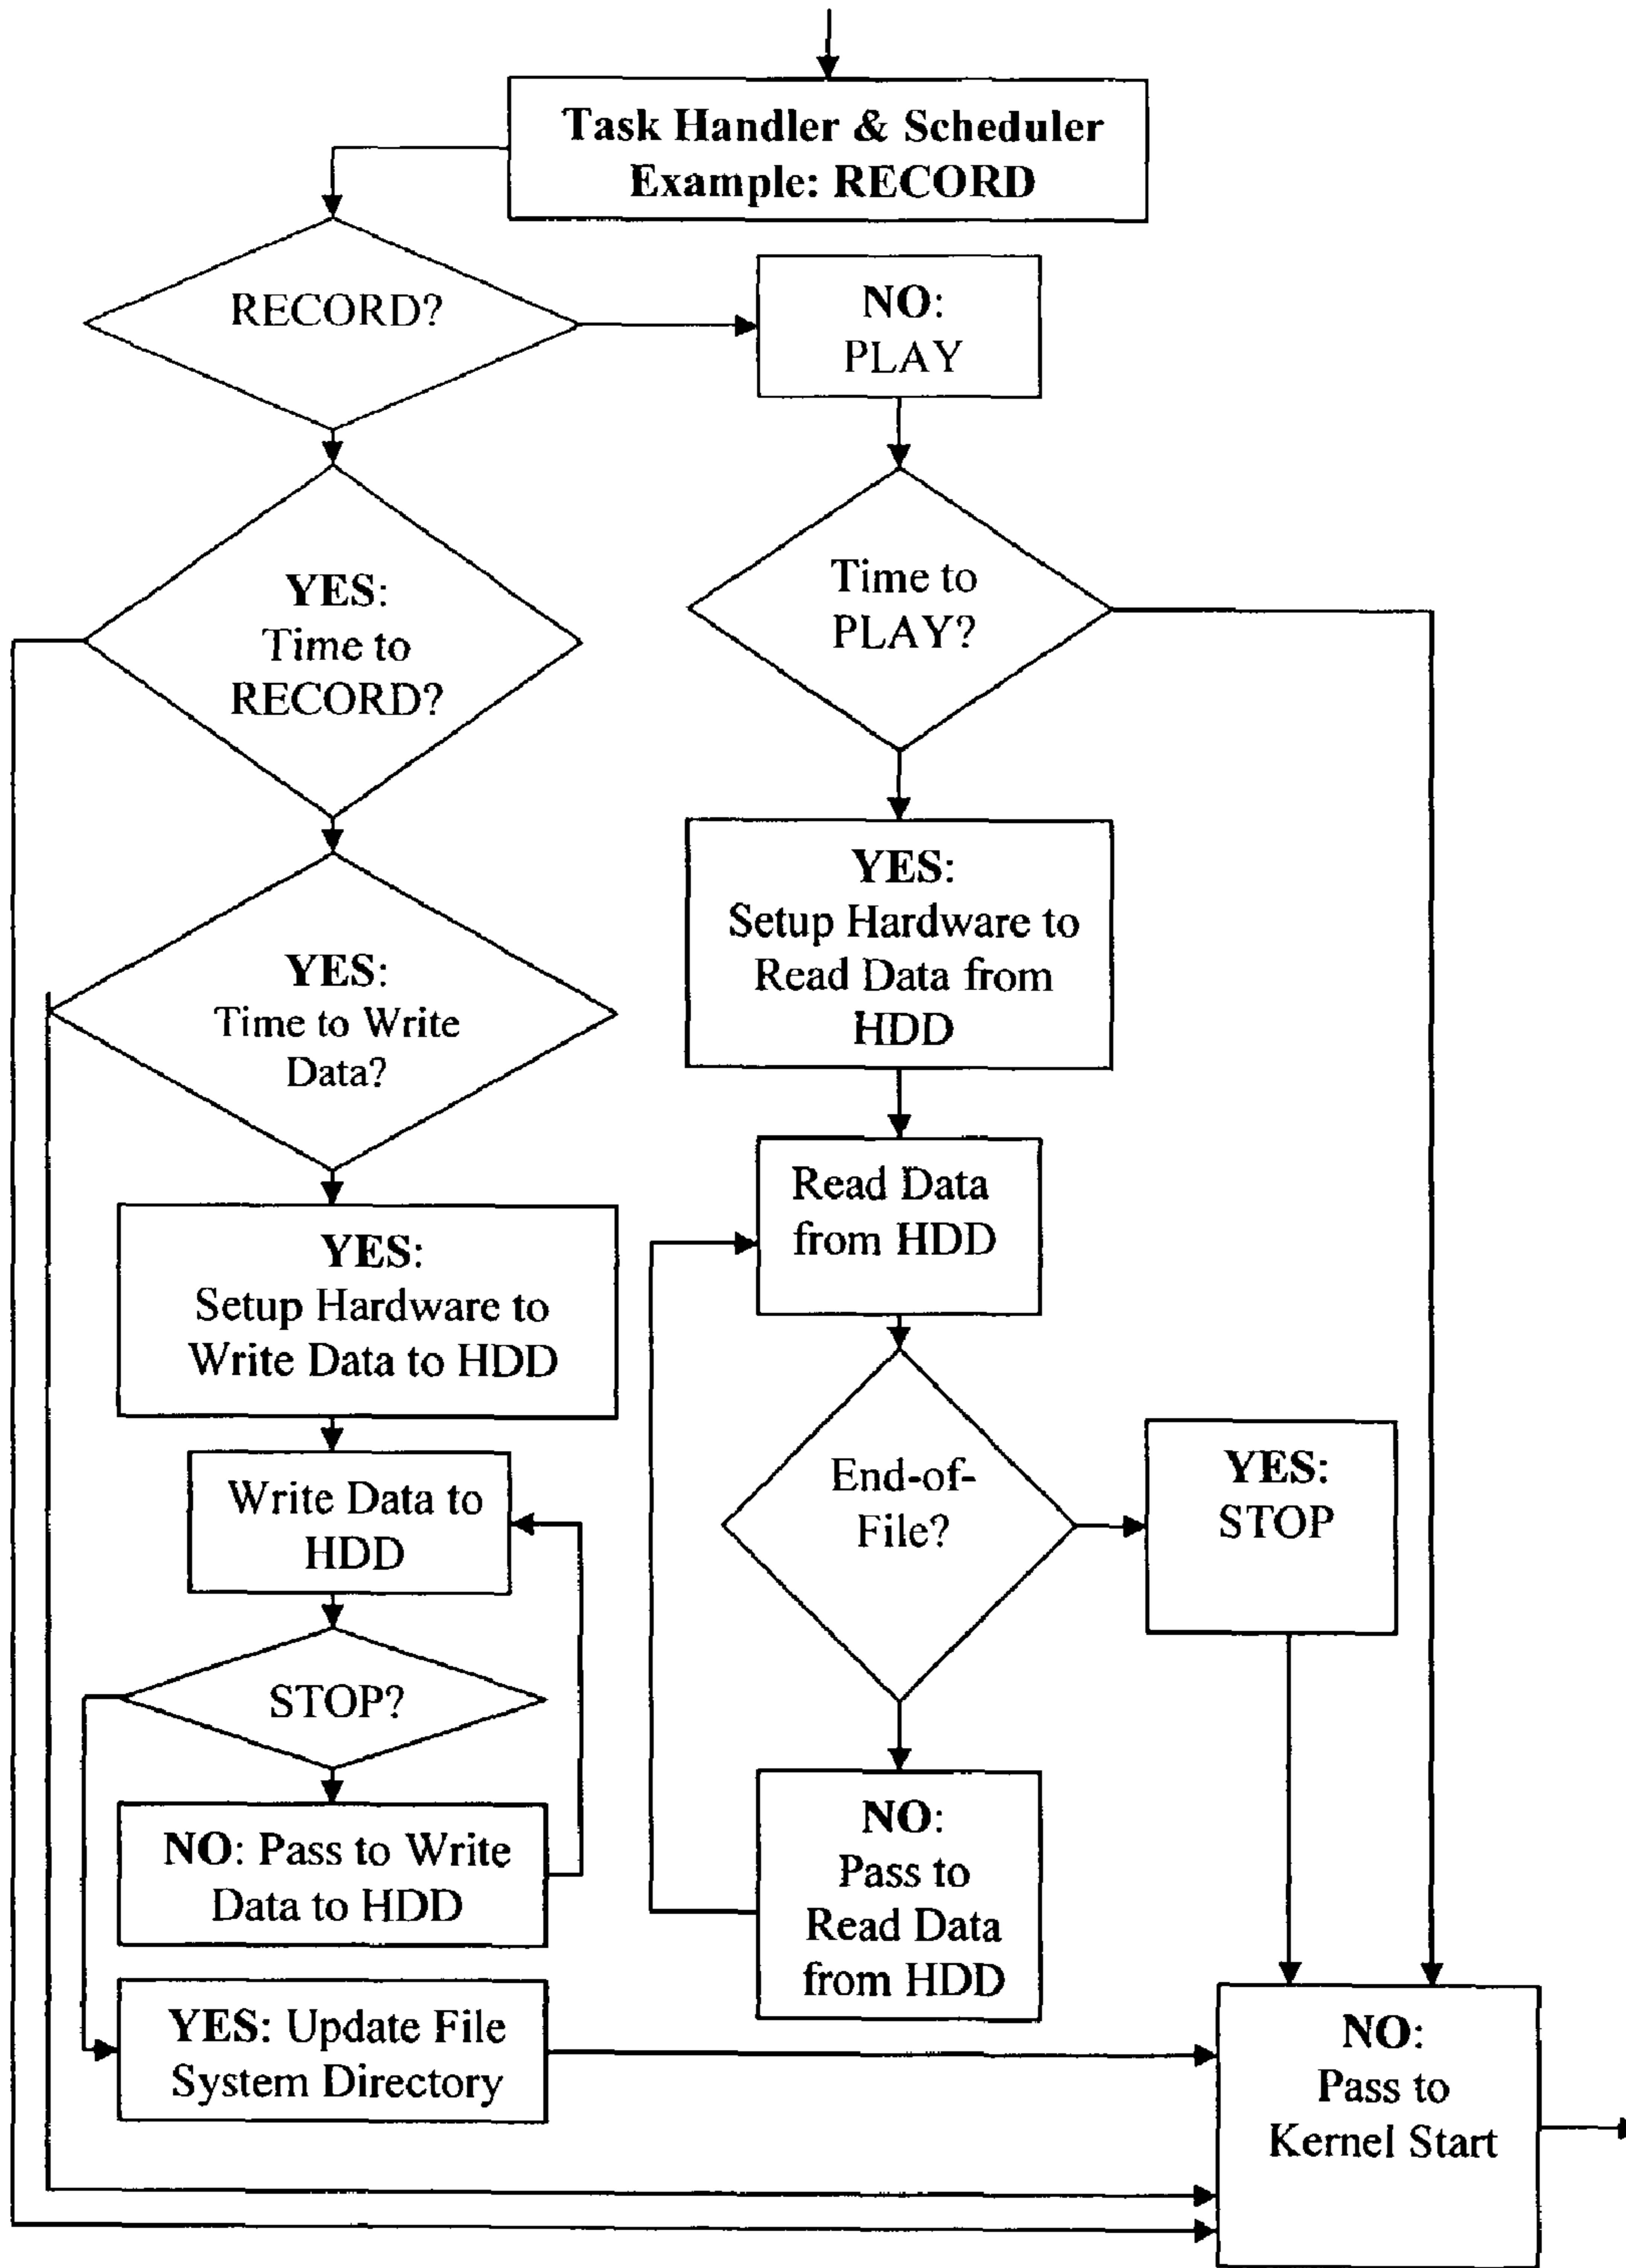 Task Handler & Scheduler
Example: RECORD
RECORD?
NO:
PLAY
YES:
Time to
RECORD?
Time to
PLAY?
YES:
Time to Write
Data?
YES:
Setup Hardware to
Read Data from
HDD
YES:
Setup Hardware to
Write Data to HDD
Read Data
from HDD
Write Data to
HDD
End-of-
File?
YES:
STOP
STOP?
NO: Pass to Write
Data to HDD
NO:
Pass to
Read Data
from HDD
YES: Update File
System Directory
NO:
Pass to
Kernel Start